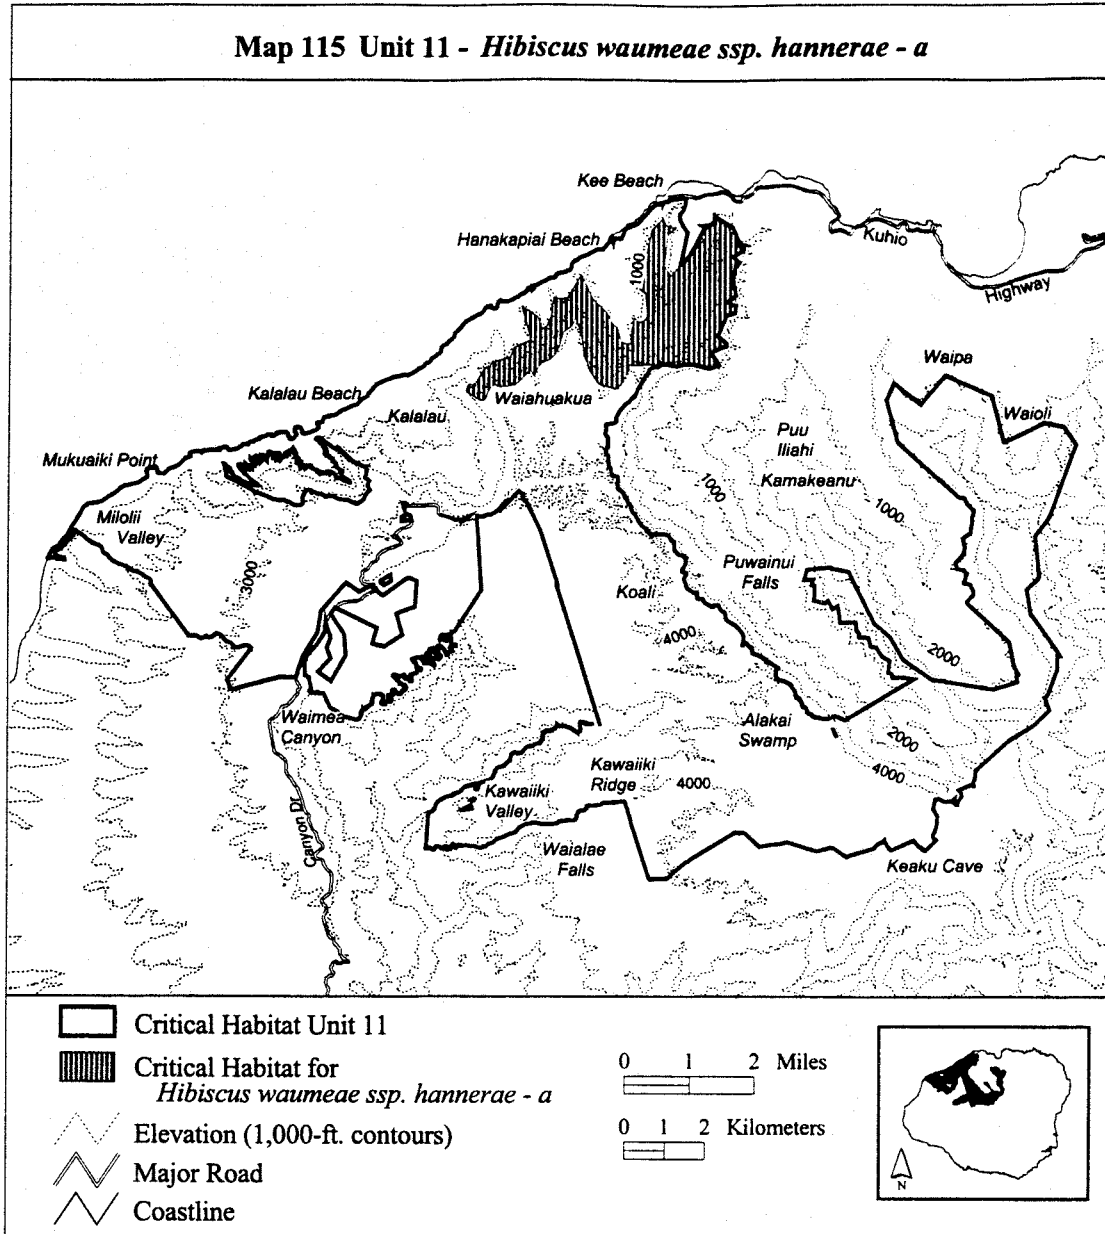 Map 115 Unit 11 - Hibiscus waumeae ssp. hannerae - a
Kee Beach
Hanakapiai Beach
Kuhio
Highway
1000
Waipa
Kalalau Beach
Waiahuakua
Kalalau
Waioli
Puu
Iliahi
Mukuaiki Point
Kamakeanu
1000
1000
Milolii
Valley
3000
Puwainui
Falls
Koali
4000
2000
Waimea
Canyon
Alakai
Swamp
2000
4000
Kawaiiki
Ridge
4000
Kawaiiki
Valley
Canyon Dr
Waialae
Falls
Keaku Cave
Critical Habitat Unit 11
Critical Habitat for
Hibiscus waumeae ssp. hannerae - a
Elevation (1,000-ft. contours)
Major Road
Coastline
0 1 2 Miles
0 1 2 Kilometers
N